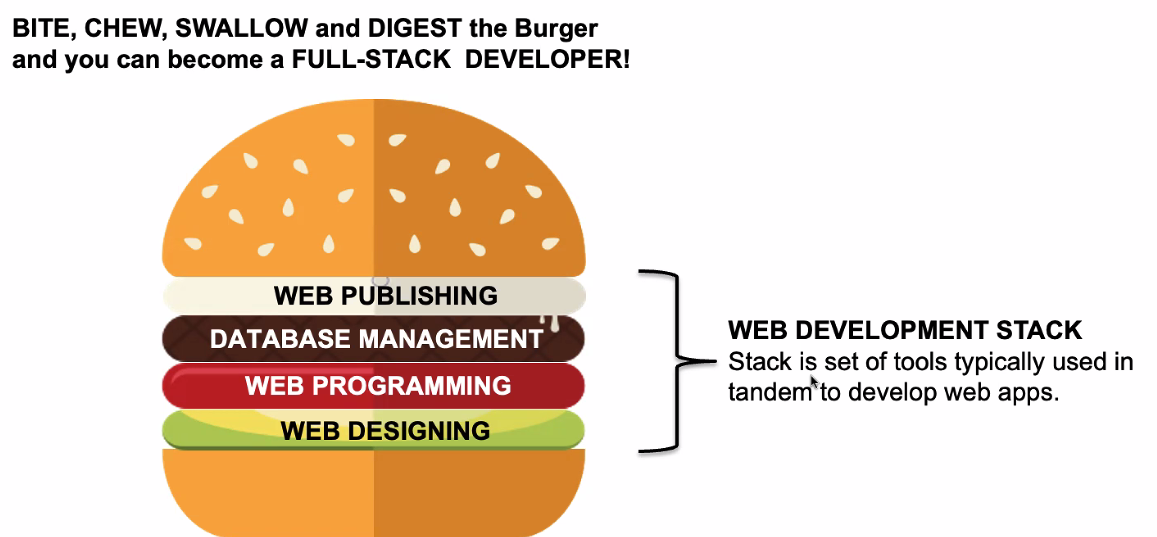 BITE, CHEW, SWALLOW and DIGEST the Burger
and you can become a FULL-STACK DEVELOPER!
WEB PUBLISHING
DATABASE MANAGEMENT
WEB PROGRAMMING
WEB DESIGNING
WEB DEVELOPMENT STACK
Stack is set of tools typically used in
tandem to develop web apps.